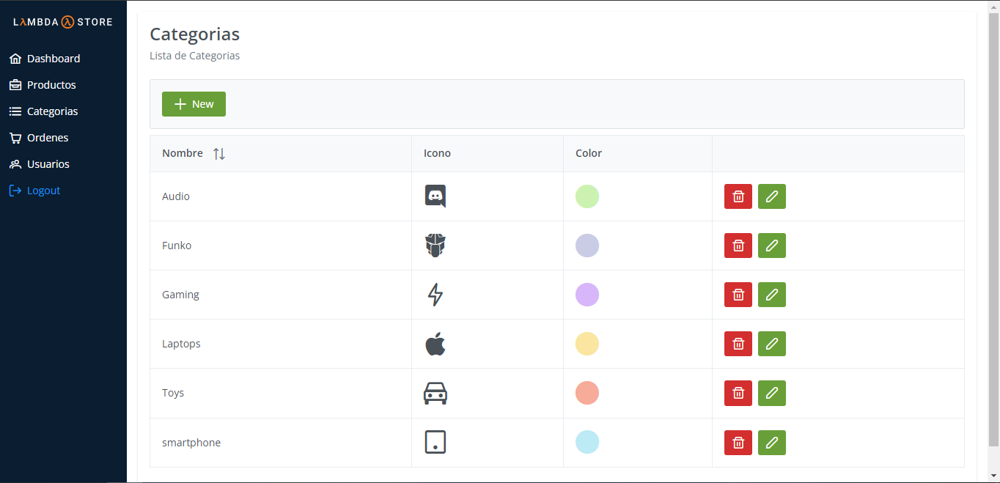 LλMBDA λ STORE
Dashboard
Productos
Categorias
Ordenes
Usuarios
Logout
Categorias
Lista de Categorias
New
Nombre Icono Color
Audio
Funko
Gaming
Laptops
Toys
smartphone